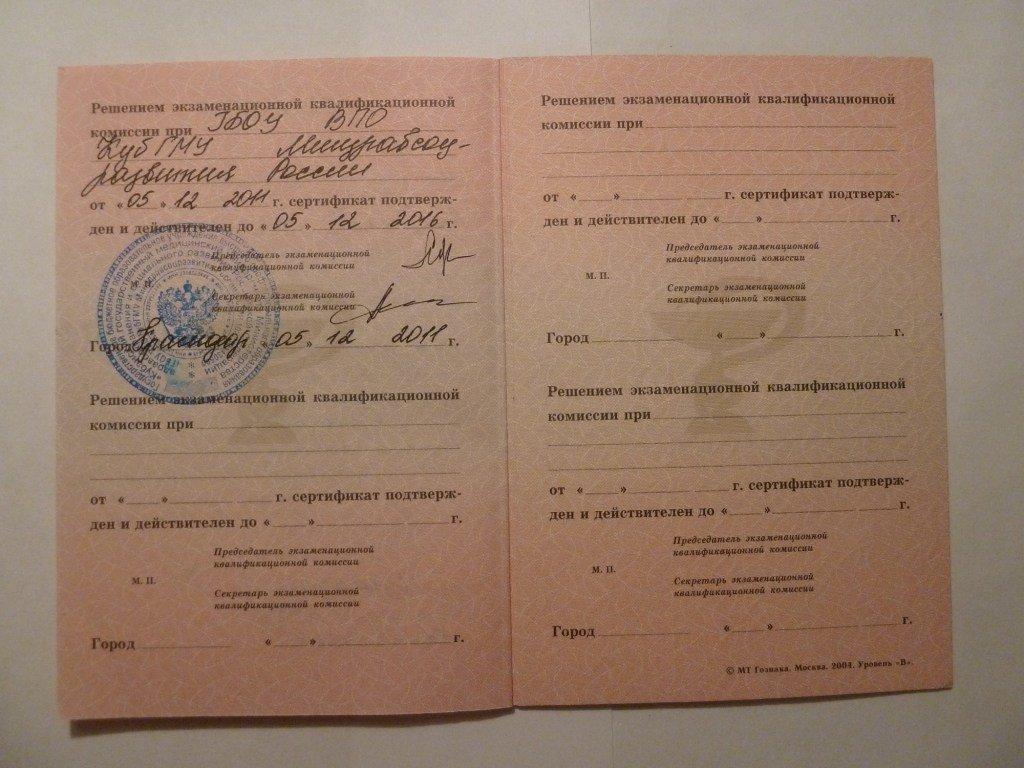 Решением экзаменационной квалификационной
комиссии при ГБОУ ВПО
КубГМУ Минздравсоц-
развития России
от «05» 12 2011 г. сертификат подтверж-
ден и действителен до «05» 12 2016 г.
Председатель экзаменационной
квалификационной комиссии
М. П.
Секретарь экзаменационной
квалификационной комиссии
Город Краснодар «05» 12 2011 г.
Решением экзаменационной квалификационной
комиссии при
от « » г. сертификат подтверж-
ден и действителен до « » г.
Председатель экзаменационной
квалификационной комиссии
М. П.
Секретарь экзаменационной
квалификационной комиссии
Город « » г.
Решением экзаменационной квалификационной
комиссии при
от « » г. сертификат подтверж-
ден и действителен до « » г.
Председатель экзаменационной
квалификационной комиссии
М. П.
Секретарь экзаменационной
квалификационной комиссии
Город « » г.
Решением экзаменационной квалификационной
комиссии при
от « » г. сертификат подтверж-
ден и действителен до « » г.
Председатель экзаменационной
квалификационной комиссии
М. П.
Секретарь экзаменационной
квалификационной комиссии
Город « » г.
© МТ Гознака. Москва. 2004. Уровень «В».